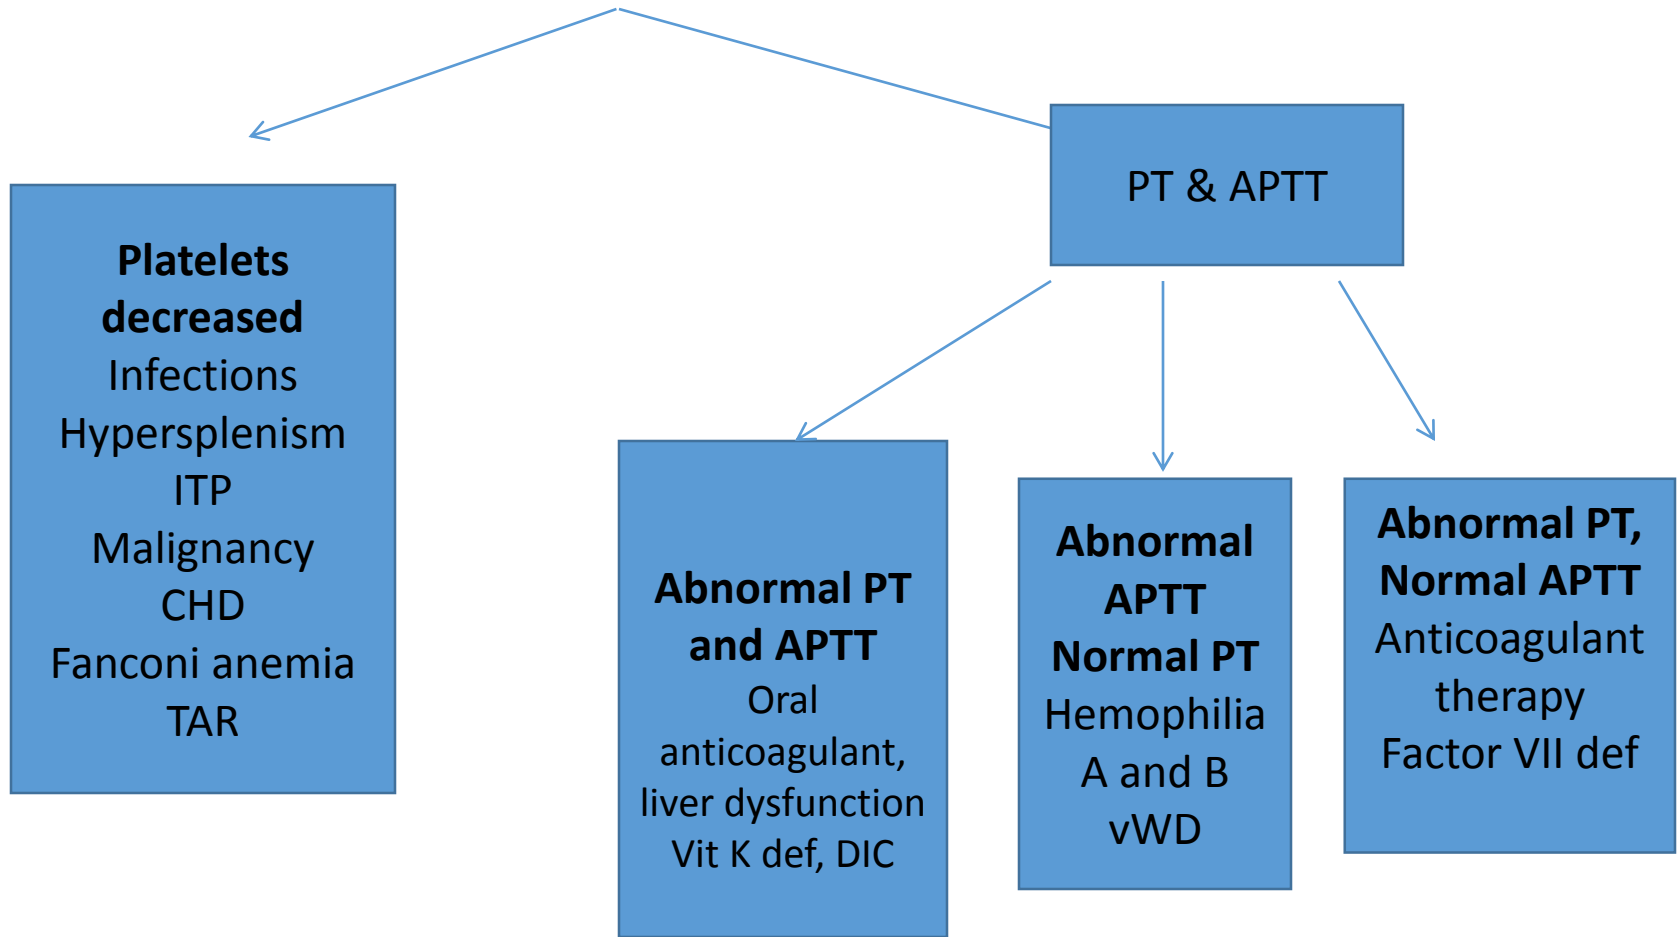 PT & APTT
Platelets
decreased
Infections
Hypersplenism
ITP
Malignancy
CHD
Fanconi anemia
TAR
Abnormal PT
and APTT
Oral
anticoagulant,
liver dysfunction
Vit K def, DIC
Abnormal
APTT
Normal PT
Hemophilia
A and B
vWD
Abnormal PT,
Normal APTT
Anticoagulant
therapy
Factor VII def